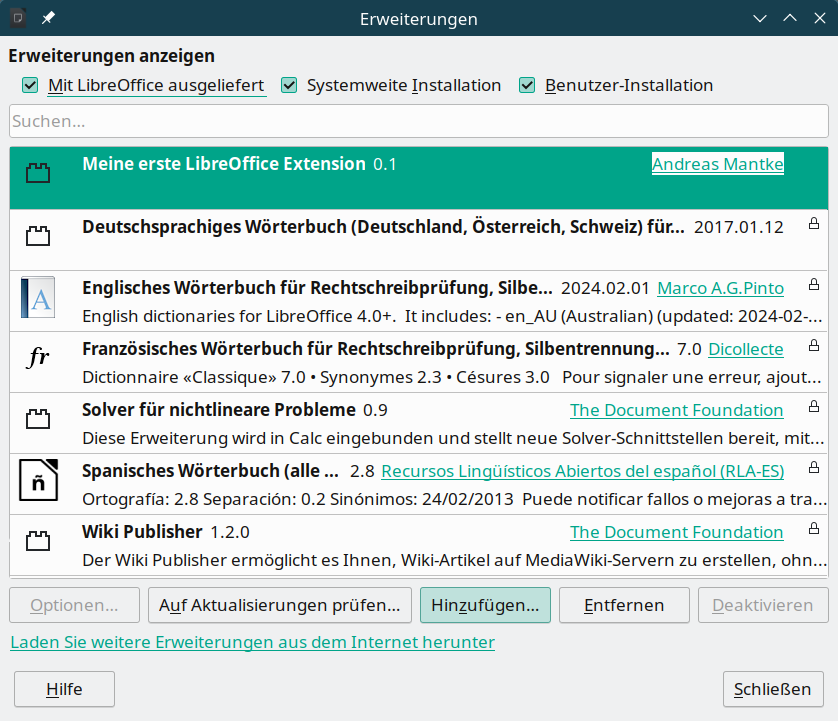 Erweiterungen
Erweiterungen anzeigen
Mit LibreOffice ausgeliefert Systemweite Installation Benutzer-Installation
Suchen...
Meine erste LibreOffice Extension 0.1 Andreas Mantke
Deutschsprachiges Wörterbuch (Deutschland, Österreich, Schweiz) für... 2017.01.12
A
Englisches Wörterbuch für Rechtschreibprüfung, Silbe... 2024.02.01 Marco A.G.Pinto
English dictionaries for LibreOffice 4.0+. It includes: - en_AU (Australian) (updated: 2024-02-...
fr
Französisches Wörterbuch für Rechtschreibprüfung, Silbentrennung... 7.0 Dicollecte
Dictionnaire «Classique» 7.0 • Synonymes 2.3 • Césures 3.0 Pour signaler une erreur, ajout...
Solver für nichtlineare Probleme 0.9 The Document Foundation
Diese Erweiterung wird in Calc eingebunden und stellt neue Solver-Schnittstellen bereit, mit...
ñ
Spanisches Wörterbuch (alle ... 2.8 Recursos Lingüísticos Abiertos del español (RLA-ES)
Ortografía: 2.8 Separación: 0.2 Sinónimos: 24/02/2013 Puede notificar fallos o mejoras a tra...
Wiki Publisher 1.2.0 The Document Foundation
Der Wiki Publisher ermöglicht es Ihnen, Wiki-Artikel auf MediaWiki-Servern zu erstellen, ohn...
Optionen... Auf Aktualisierungen prüfen... Hinzufügen... Entfernen Deaktivieren
Laden Sie weitere Erweiterungen aus dem Internet herunter
Hilfe Schließen